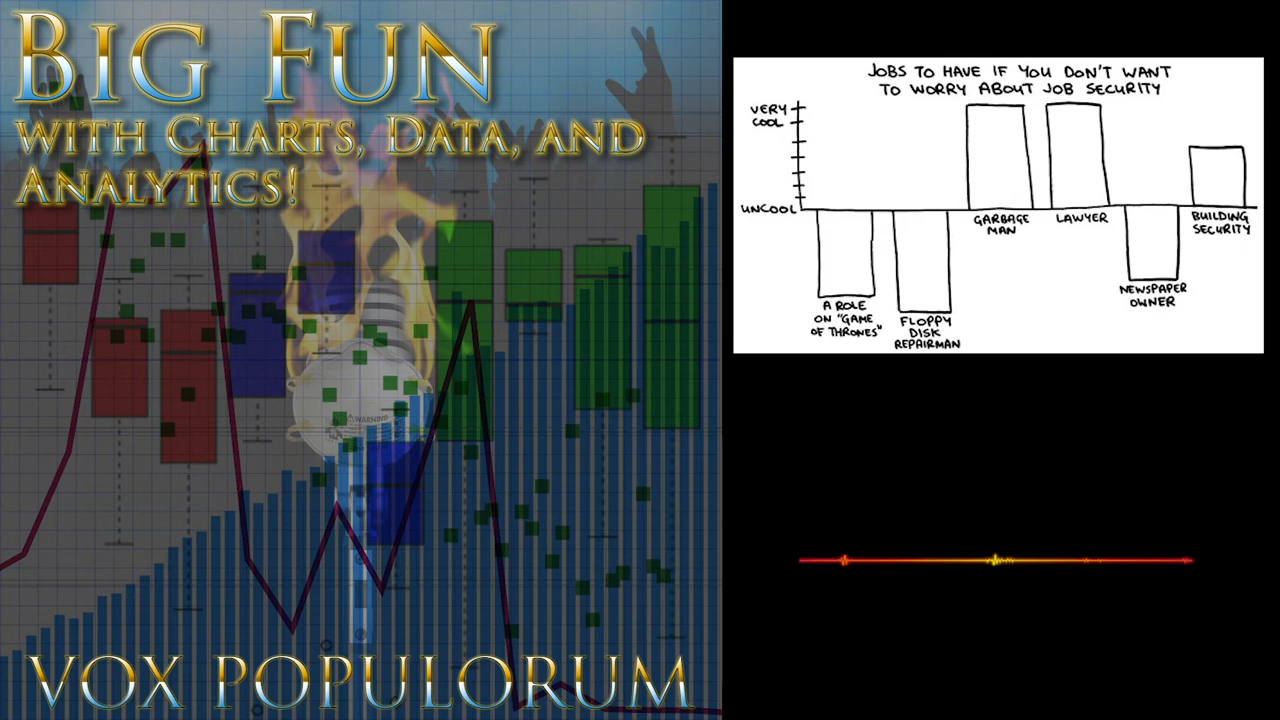 BIG FUN
WITH CHARTS, DATA, AND
ANALYTICS!
WARNING
VOX POPULORUM
JOBS TO HAVE IF YOU DON'T WANT
TO WORRY ABOUT JOB SECURITY
VERY
COOL
UNCOOL
A ROLE
ON "GAME
OF THRONES"
FLOPPY
DISK
REPAIRMAN
GARBAGE
MAN
LAWYER
NEWSPAPER
OWNER
BUILDING
SECURITY